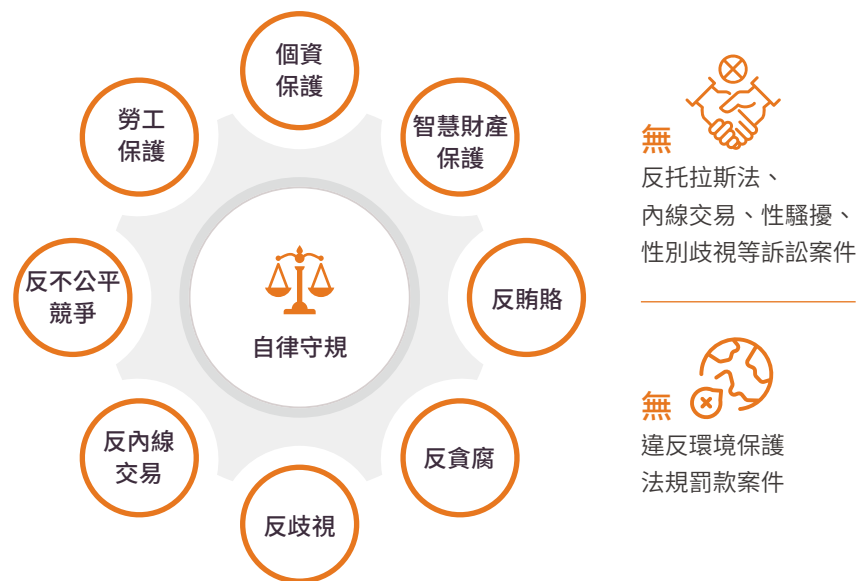 個資
保護
智慧財產
保護
反賄賂
反貪腐
反歧視
反內線
交易
反不公平
競爭
勞工
保護
自律守規
無
反托拉斯法、
內線交易、性騷擾、
性別歧視等訴訟案件
無
違反環境保護
法規罰款案件